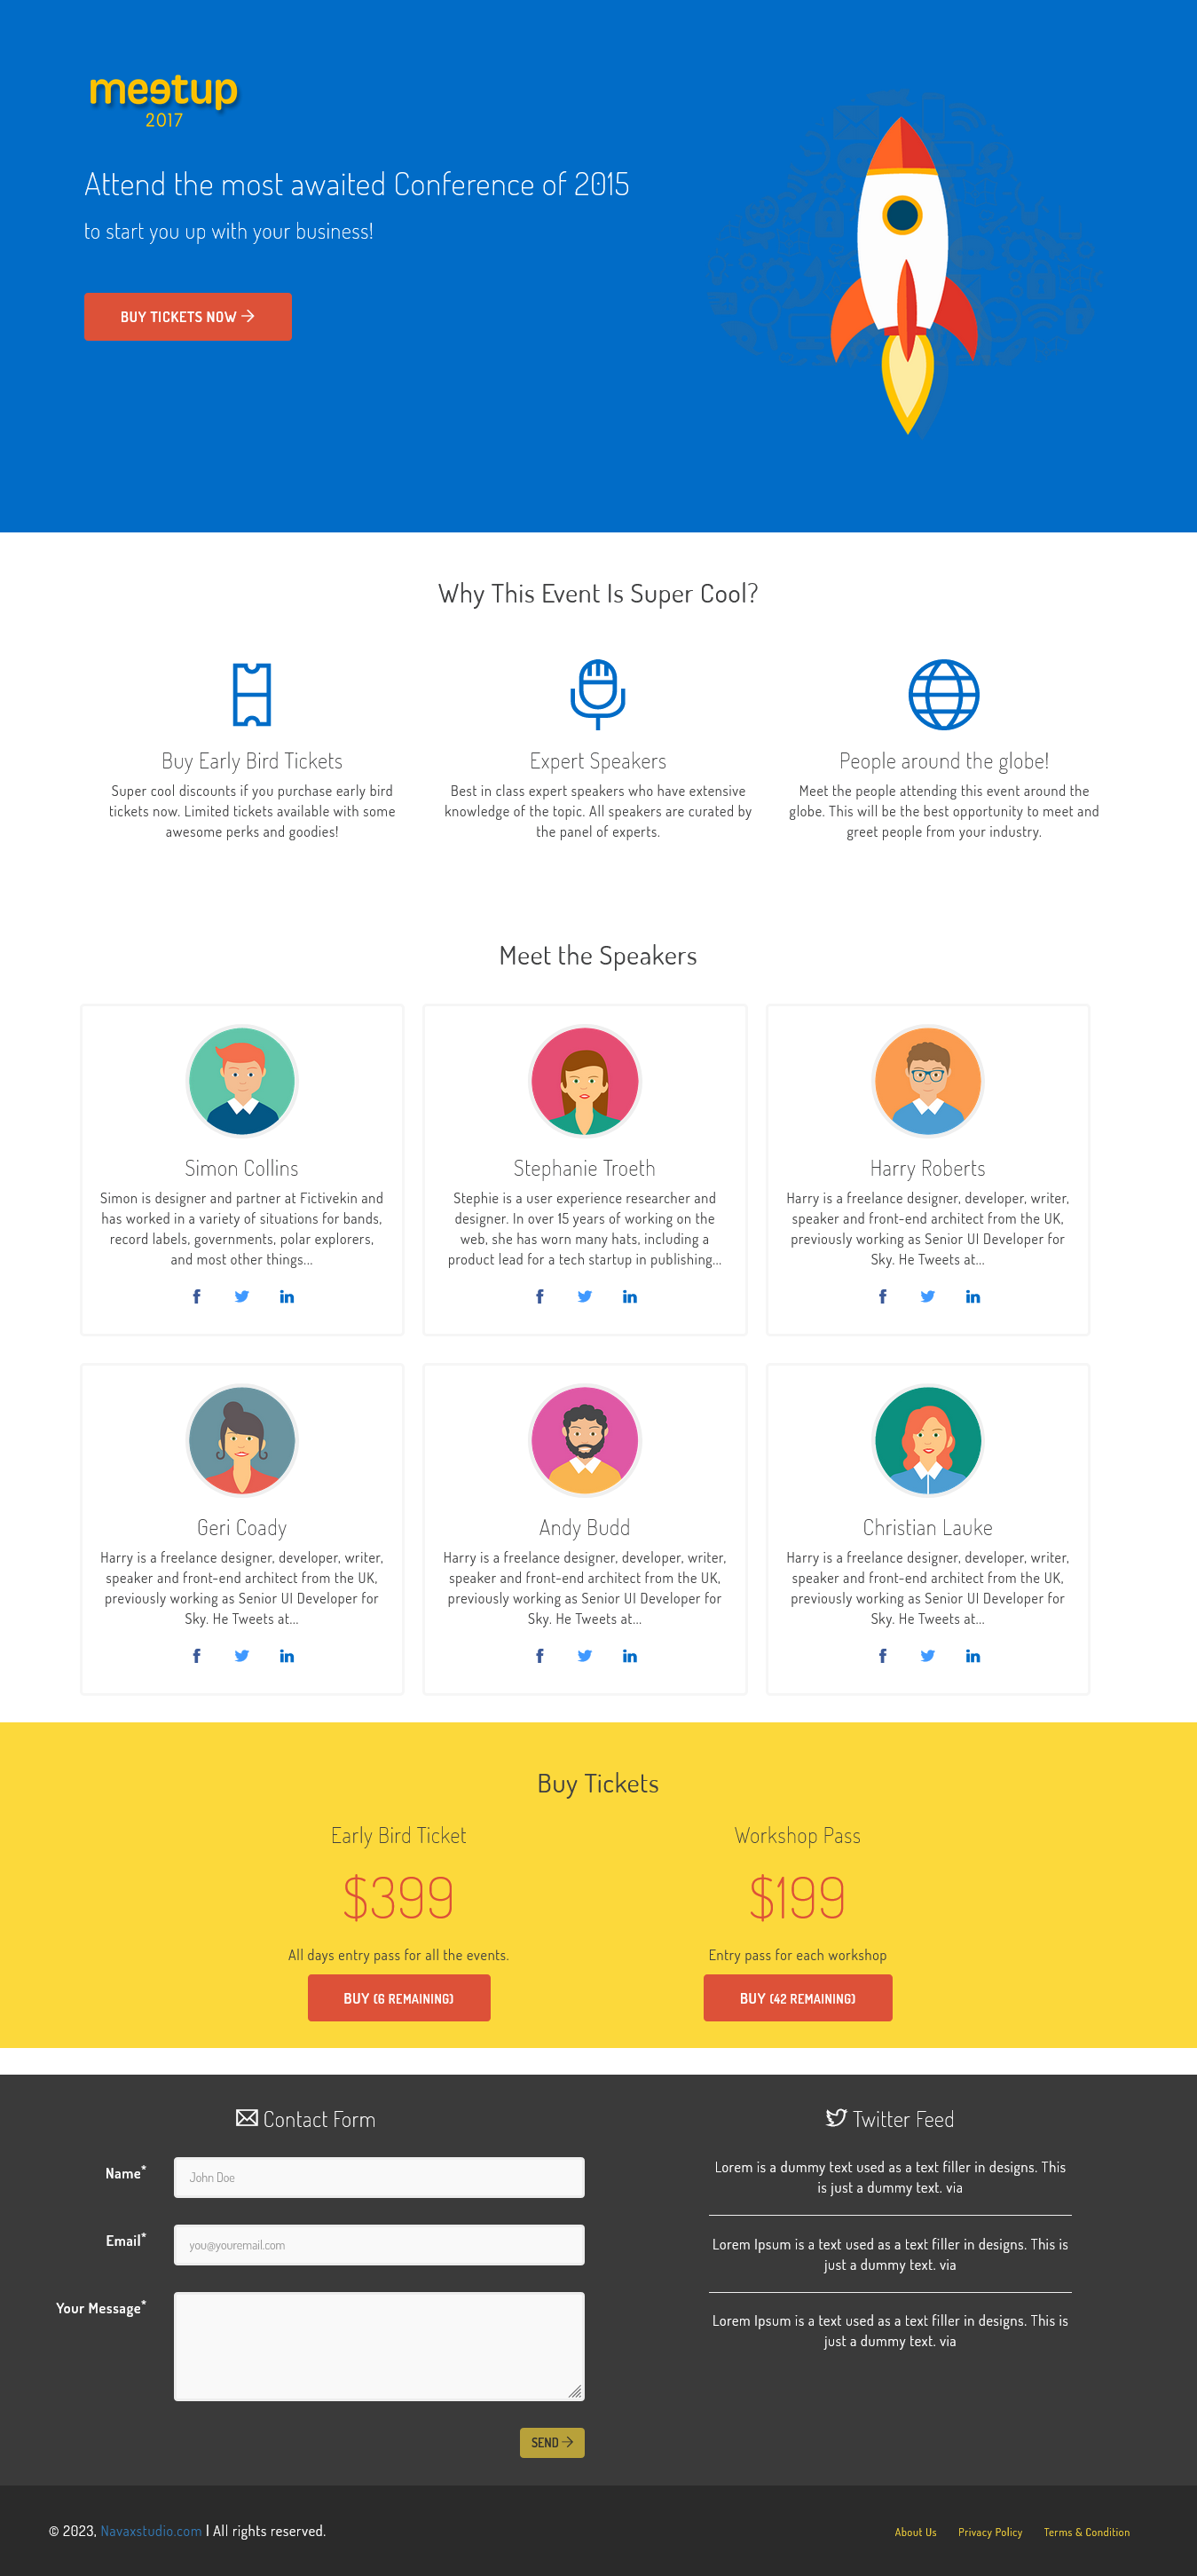 meetup
2017
Attend the most awaited Conference of 2015
to start you up with your business!
BUY TICKETS NOW
Why This Event Is Super Cool?
Buy Early Bird Tickets
Super cool discounts if you purchase early bird
tickets now. Limited tickets available with some
awesome perks and goodies!
Expert Speakers
Best in class expert speakers who have extensive
knowledge of the topic. All speakers are curated by
the panel of experts.
People around the globe!
Meet the people attending this event around the
globe. This will be the best opportunity to meet and
greet people from your industry.
Meet the Speakers
Simon Collins
Simon is designer and partner at Fictivekin and
has worked in a variety of situations for bands,
record labels, governments, polar explorers,
and most other things...
Stephanie Troeth
Stephie is a user experience researcher and
designer. In over 15 years of working on the
web, she has worn many hats, including a
product lead for a tech startup in publishing...
Harry Roberts
Harry is a freelance designer, developer, writer,
speaker and front-end architect from the UK,
previously working as Senior UI Developer for
Sky. He Tweets at...
Geri Coady
Harry is a freelance designer, developer, writer,
speaker and front-end architect from the UK,
previously working as Senior UI Developer for
Sky. He Tweets at...
Andy Budd
Harry is a freelance designer, developer, writer,
speaker and front-end architect from the UK,
previously working as Senior UI Developer for
Sky. He Tweets at...
Christian Lauke
Harry is a freelance designer, developer, writer,
speaker and front-end architect from the UK,
previously working as Senior UI Developer for
Sky. He Tweets at...
Buy Tickets
Early Bird Ticket
$399
All days entry pass for all the events.
BUY (6 REMAINING)
Workshop Pass
$199
Entry pass for each workshop
BUY (42 REMAINING)
Contact Form
Name*
John Doe
Email*
you@youremail.com
Your Message*
SEND
Twitter Feed
Lorem is a dummy text used as a text filler in designs. This
is just a dummy text. via
Lorem Ipsum is a text used as a text filler in designs. This is
just a dummy text. via
Lorem Ipsum is a text used as a text filler in designs. This is
just a dummy text. via
© 2023, Navaxstudio.com | All rights reserved.
About Us Privacy Policy Terms & Condition